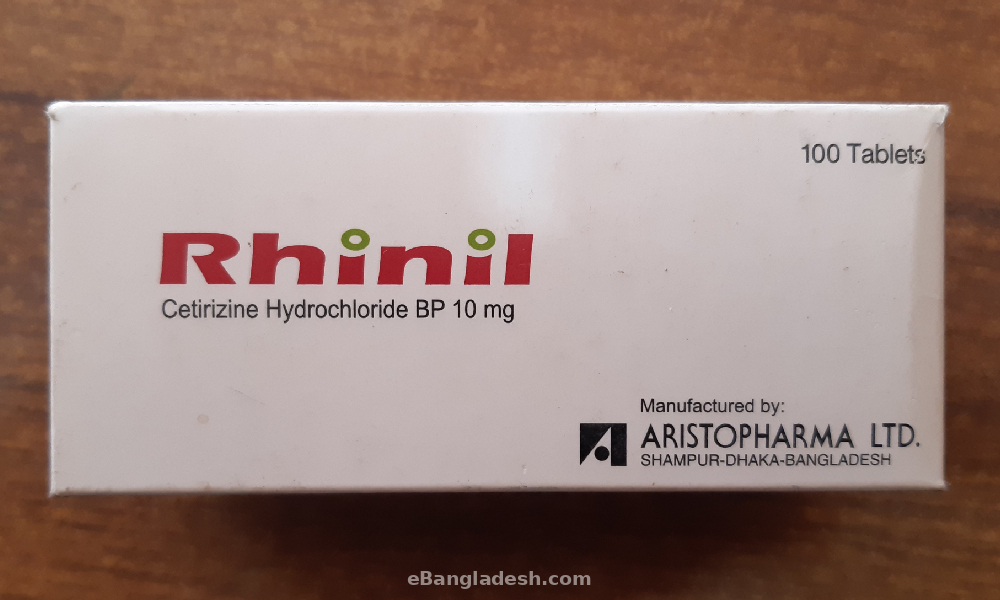 100 Tablets
Rhinil
Cetirizine Hydrochloride BP 10 mg
Manufactured by:
ARISTOPHARMA LTD.
SHAMPUR-DHAKA-BANGLADESH
eBangladesh.com